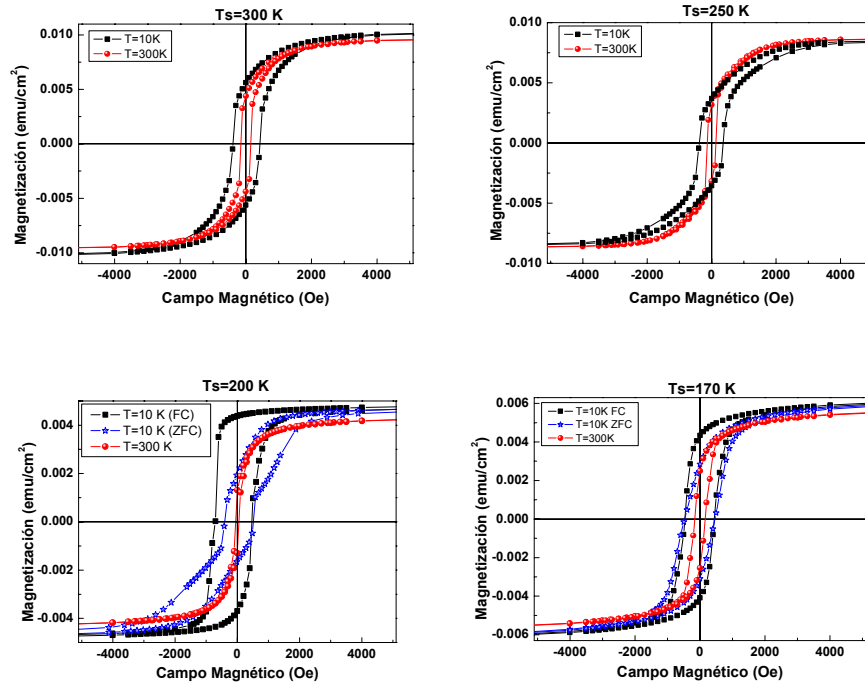 Ts=300 K
T=10K
T=300K
0.010
0.005
0.000
-0.005
-0.010
Magnetización (emu/cm²)
-4000 -2000 0 2000 4000
Campo Magnético (Oe)
Ts=250 K
T=10K
T=300K
0.010
0.005
0.000
-0.005
-0.010
Magnetización (emu/cm²)
-4000 -2000 0 2000 4000
Campo Magnético (Oe)
Ts=200 K
T=10 K (FC)
T=10 K (ZFC)
T=300 K
0.004
0.002
0.000
-0.002
-0.004
Magnetización (emu/cm²)
-4000 -2000 0 2000 4000
Campo Magnético (Oe)
Ts=170 K
T=10K FC
T=10K ZFC
T=300K
0.006
0.004
0.002
0.000
-0.002
-0.004
-0.006
Magnetización (emu/cm²)
-4000 -2000 0 2000 4000
Campo Magnético (Oe)